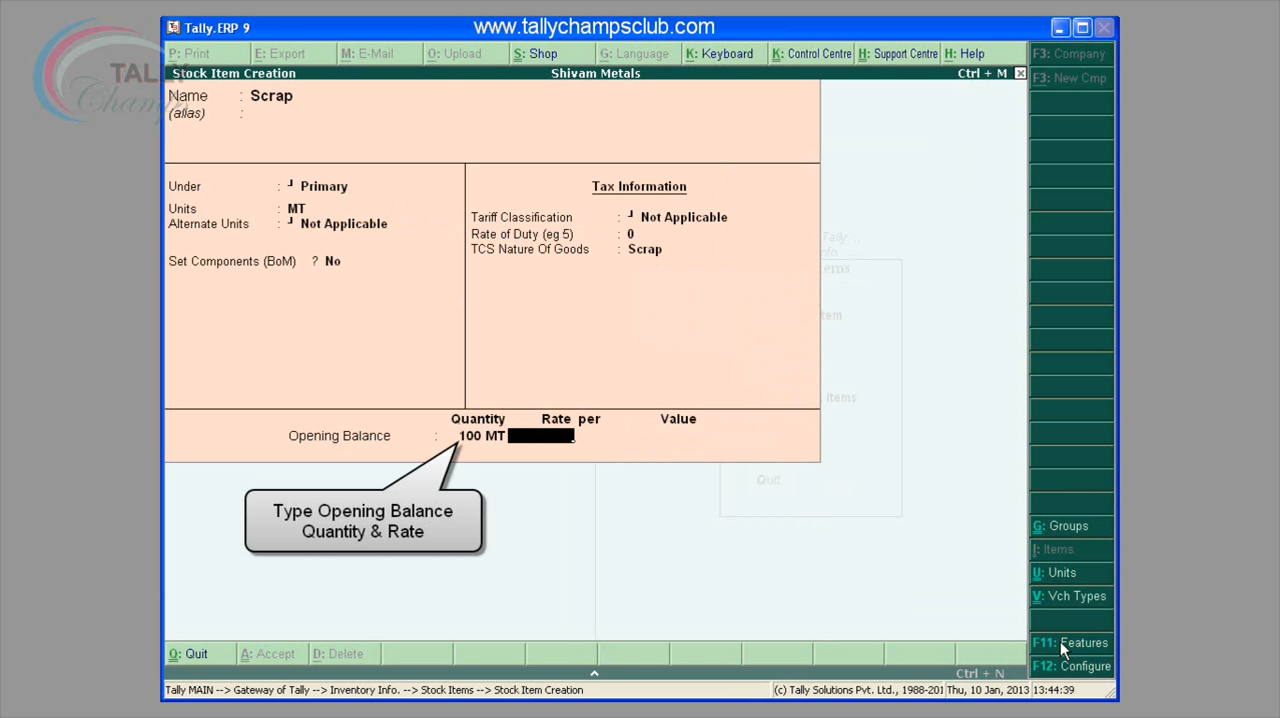 Tally.ERP 9
www.tallychampsclub.com
P: Print
E: Export
M: E-Mail
O: Upload
S: Shop
G: Language
K: Keyboard
K: Control Centre
H: Support Centre
H: Help
F3: Company
Stock Item Creation
Shivam Metals
Ctrl + M
F3: New Cmp
TALLY
Champs
Name : Scrap
(alias) :
Under : Primary
Tax Information
Units : MT
Tariff Classification : Not Applicable
Alternate Units : Not Applicable
Rate of Duty (eg 5) : 0
TCS Nature Of Goods : Scrap
Set Components (BoM) ? No
Quantity Rate per Value
Opening Balance : 100 MT
Quit
Type Opening Balance
Quantity & Rate
G: Groups
I: Items
U: Units
V: Vch Types
F11: Features
F12: Configure
Q: Quit
A: Accept
D: Delete
Ctrl + N
Tally MAIN --> Gateway of Tally --> Inventory Info. --> Stock Items --> Stock Item Creation
(c) Tally Solutions Pvt. Ltd., 1988-201
Thu, 10 Jan, 2013
13:44:39